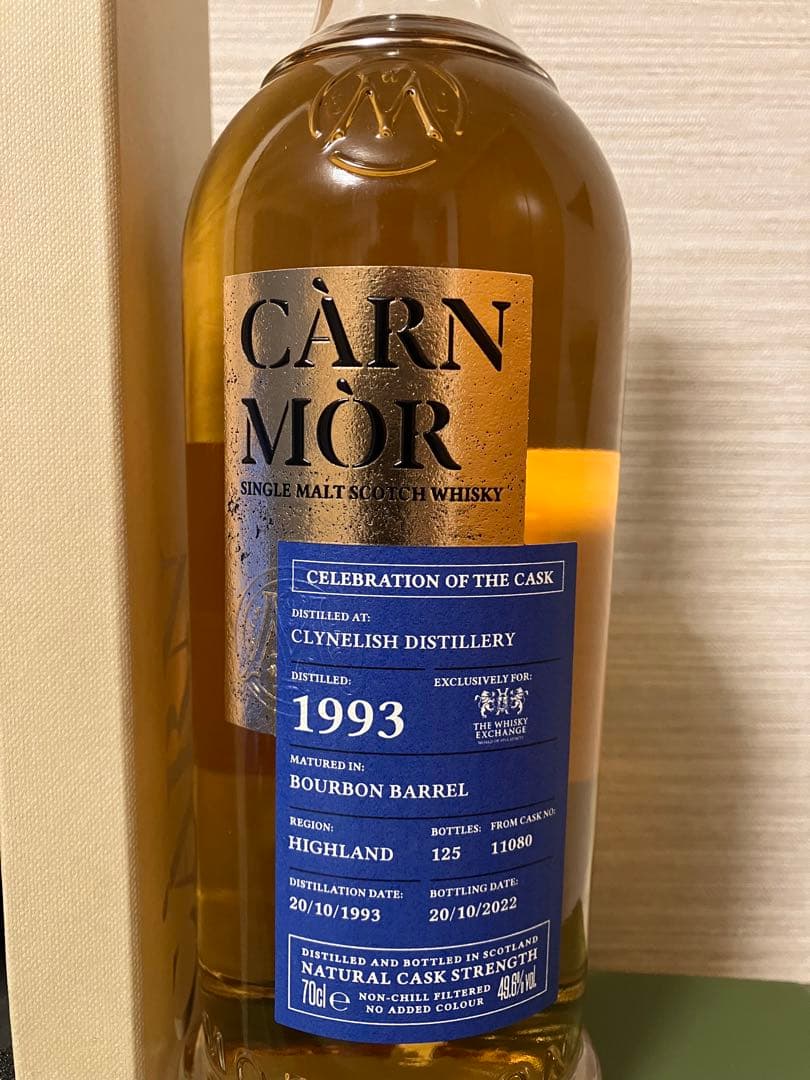 CÀRN
MÒR
SINGLE MALT SCOTCH WHISKY
CELEBRATION OF THE CASK
DISTILLED AT:
CLYNELISH DISTILLERY
DISTILLED:
1993
EXCLUSIVELY FOR:
THE WHISKY
EXCHANGE
MATURED IN:
BOURBON BARREL
REGION:
HIGHLAND
BOTTLES:
125
FROM CASK NO:
11080
DISTILLATION DATE:
20/10/1993
BOTTLING DATE:
20/10/2022
DISTILLED AND BOTTLED IN SCOTLAND
NATURAL CASK STRENGTH
70cl e NON-CHILL FILTERED 49.6% vol.
NO ADDED COLOUR